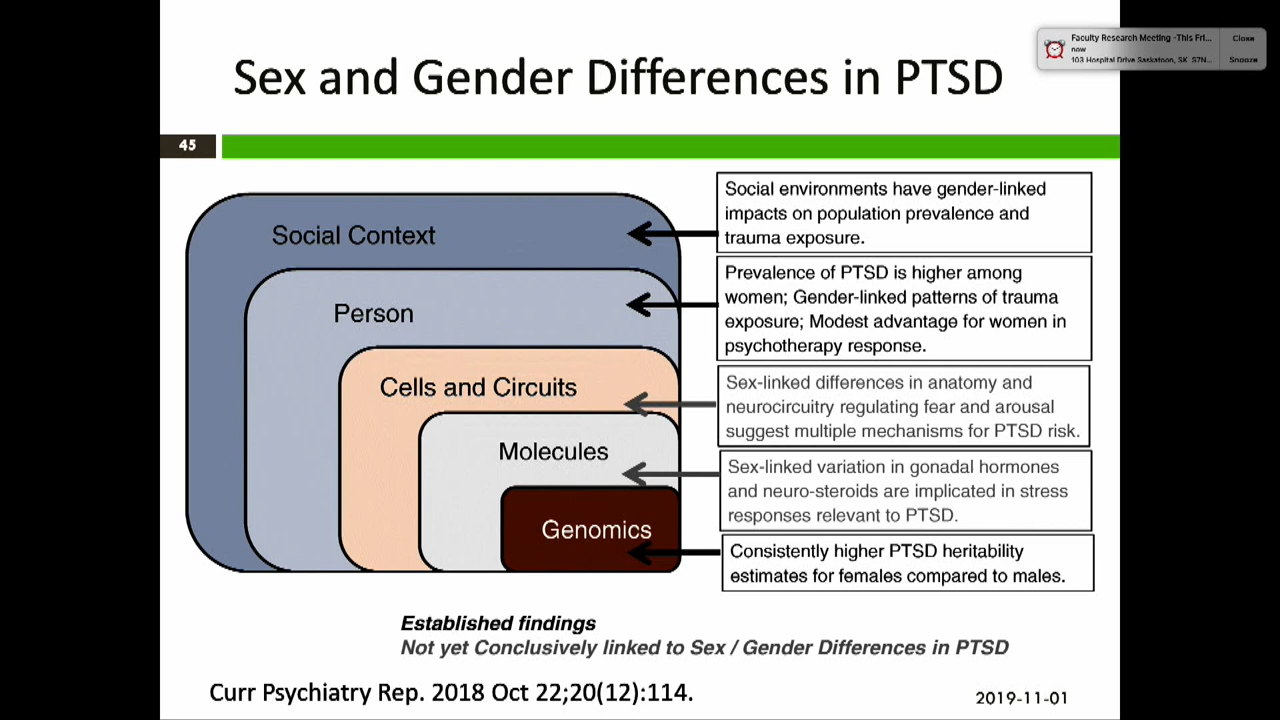 Sex and Gender Differences in PTSD
Faculty Research Meeting -This Fri...
now
103 Hospital Drive Saskatoon, SK S7N...
Close
Snooze
45
Social Context
Person
Cells and Circuits
Molecules
Genomics
Social environments have gender-linked
impacts on population prevalence and
trauma exposure.
Prevalence of PTSD is higher among
women; Gender-linked patterns of trauma
exposure; Modest advantage for women in
psychotherapy response.
Sex-linked differences in anatomy and
neurocircuitry regulating fear and arousal
suggest multiple mechanisms for PTSD risk.
Sex-linked variation in gonadal hormones
and neuro-steroids are implicated in stress
responses relevant to PTSD.
Consistently higher PTSD heritability
estimates for females compared to males.
Established findings
Not yet Conclusively linked to Sex / Gender Differences in PTSD
Curr Psychiatry Rep. 2018 Oct 22;20(12):114.
2019-11-01